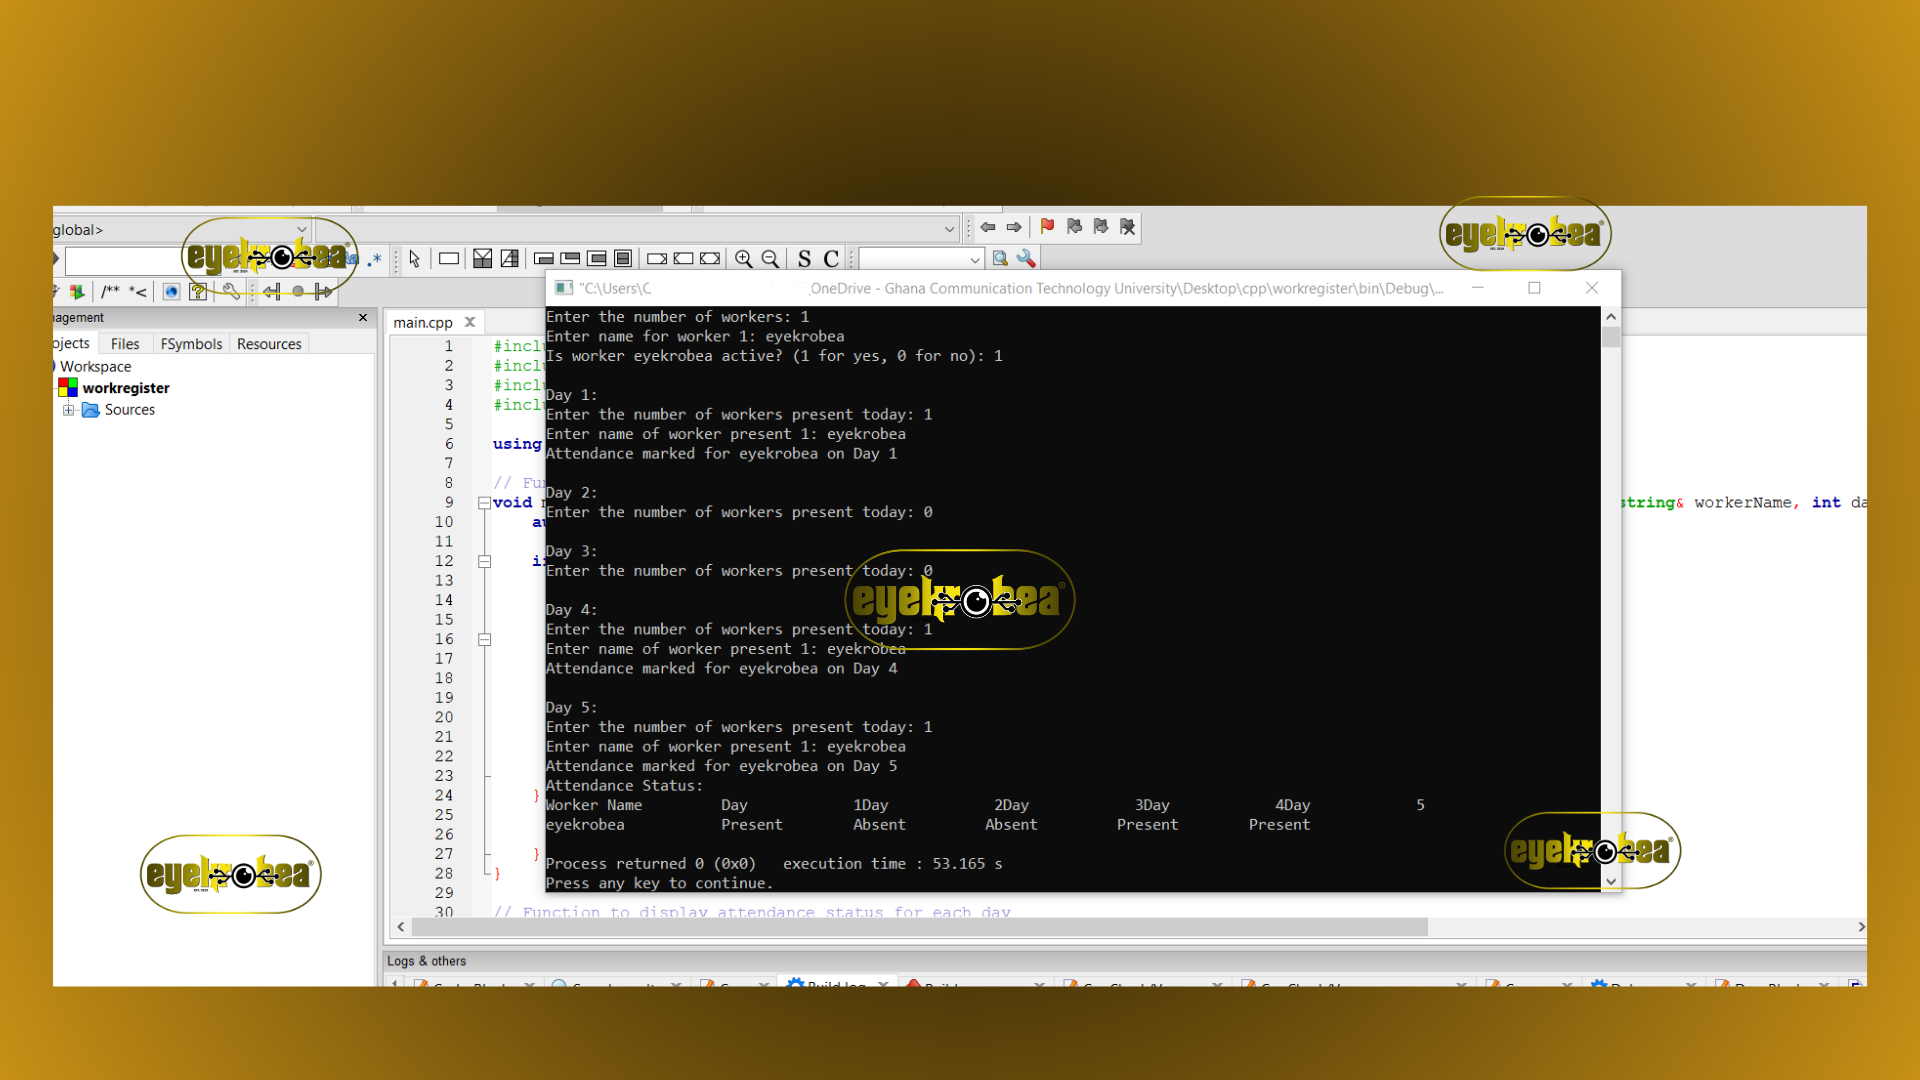 global>
eyekrobea
eyekrobea
.*
S C
/** *<
"C:\Users\C OneDrive - Ghana Communication Technology University\Desktop\cpp\workregister\bin\Debug\...
agement
main.cpp
Files FSymbols Resources
Workspace
workregister
Sources
Enter the number of workers: 1
Enter name for worker 1: eyekrobea
Is worker eyekrobea active? (1 for yes, 0 for no): 1
Day 1:
Enter the number of workers present today: 1
Enter name of worker present 1: eyekrobea
Attendance marked for eyekrobea on Day 1
Day 2:
Enter the number of workers present today: 0
Day 3:
Enter the number of workers present today: 0
eyekrobea
Day 4:
Enter the number of workers present today: 1
Enter name of worker present 1: eyekrobea
Attendance marked for eyekrobea on Day 4
Day 5:
Enter the number of workers present today: 1
Enter name of worker present 1: eyekrobea
Attendance marked for eyekrobea on Day 5
Attendance Status:
Worker Name Day 1Day 2Day 3Day 4Day 5
eyekrobea Present Absent Absent Present Present
Process returned 0 (0x0) execution time : 53.165 s
Press any key to continue.
eyekrobea
eyekrobea
1 #inclu
2 #inclu
3 #inclu
4 #inclu
5
6 using
7
8 // Fu
9 void string& workerName, int da
10
11
12
13
14
15
16
17
18
19
20
21
22
23
24 }
25
26
27 }
28 }
29
30 // Function to display attendance status for each day
Logs & others
Build log